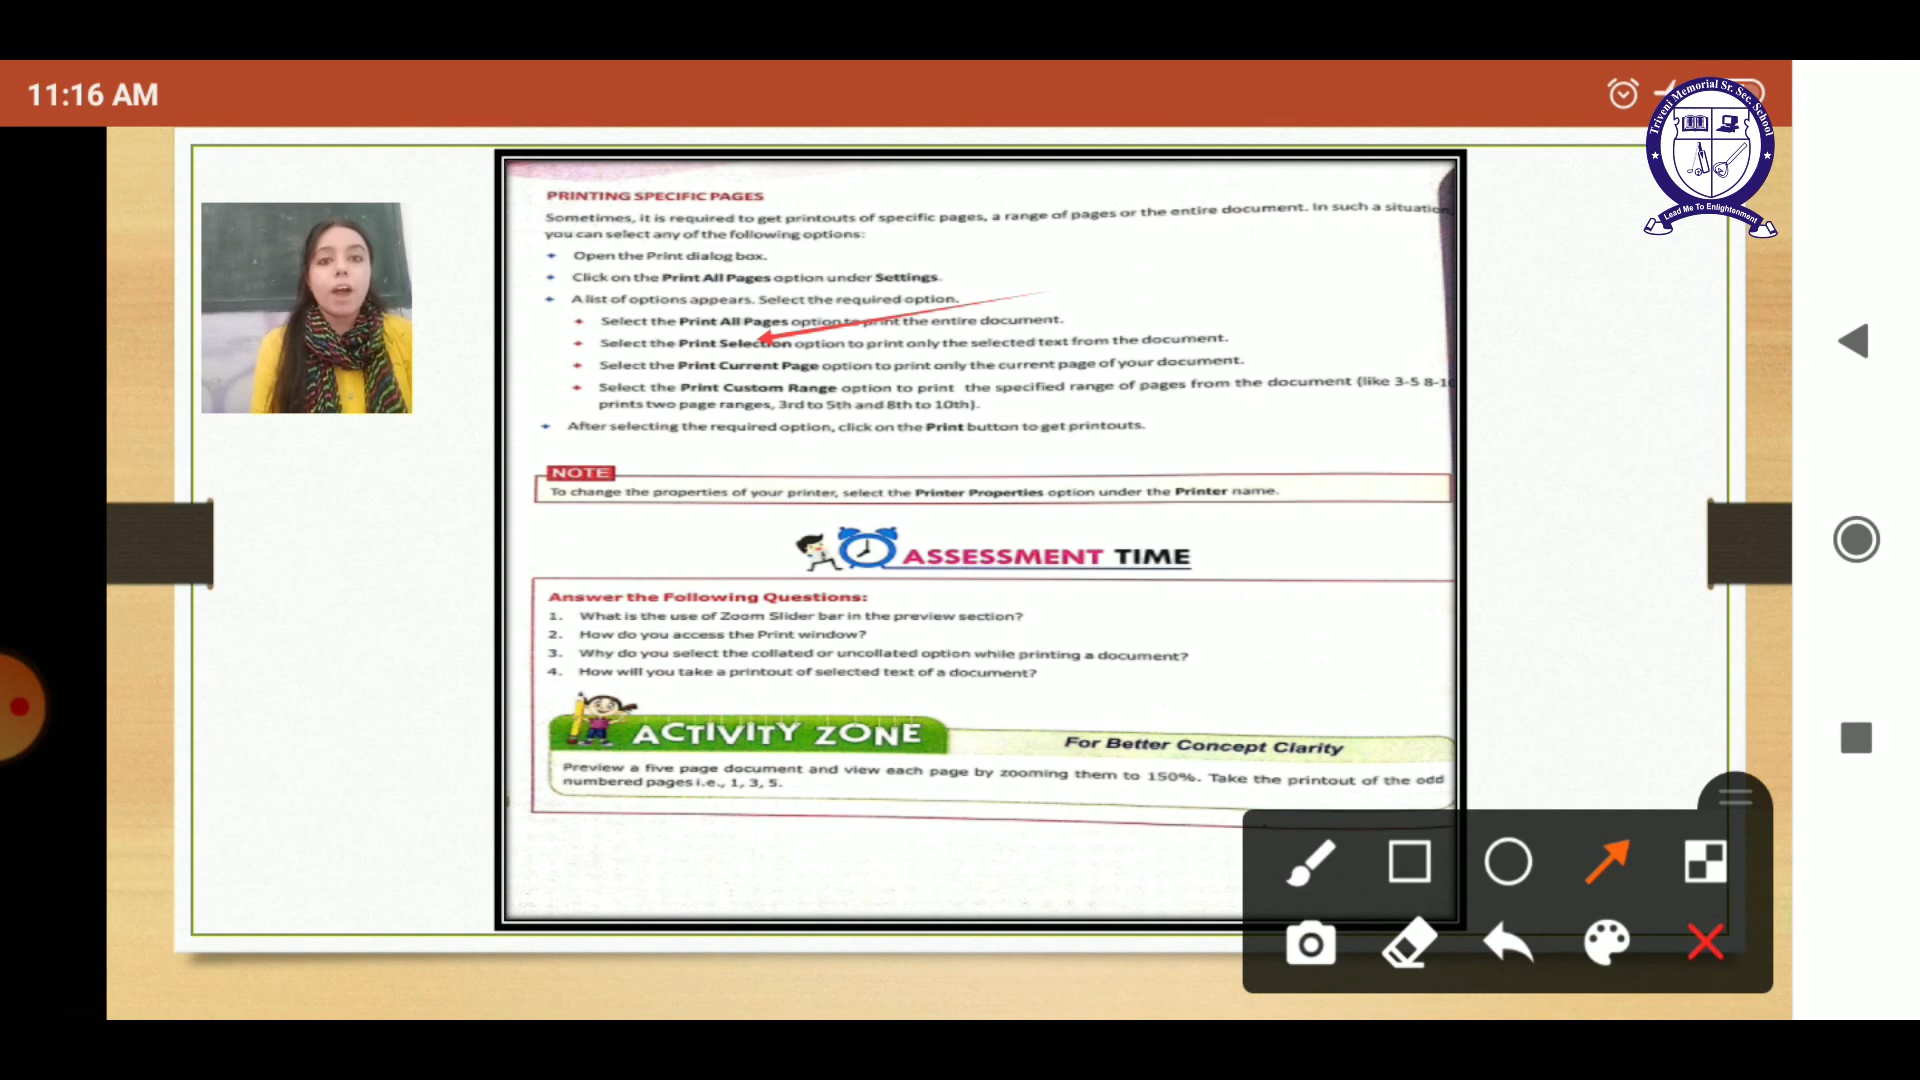 11:16 AM
Triveni Memorial Sr. Sec. School
Lead Me To Enlightenment
PRINTING SPECIFIC PAGES
Sometimes, it is required to get printouts of specific pages, a range of pages or the entire document. In such a situation,
you can select any of the following options:
Open the Print dialog box.
Click on the Print All Pages option under Settings.
A list of options appears. Select the required option.
Select the Print All Pages option to print the entire document.
Select the Print Selection option to print only the selected text from the document.
Select the Print Current Page option to print only the current page of your document.
Select the Print Custom Range option to print the specified range of pages from the document (like 3-5 8-10
prints two page ranges, 3rd to 5th and 8th to 10th).
After selecting the required option, click on the Print button to get printouts.
NOTE
To change the properties of your printer, select the Printer Properties option under the Printer name.
ASSESSMENT TIME
Answer the Following Questions:
1. What is the use of Zoom Slider bar in the preview section?
2. How do you access the Print window?
3. Why do you select the collated or uncollated option while printing a document?
4. How will you take a printout of selected text of a document?
ACTIVITY ZONE
For Better Concept Clarity
Preview a five page document and view each page by zooming them to 150%. Take the printout of the odd
numbered pages i.e., 1, 3, 5.